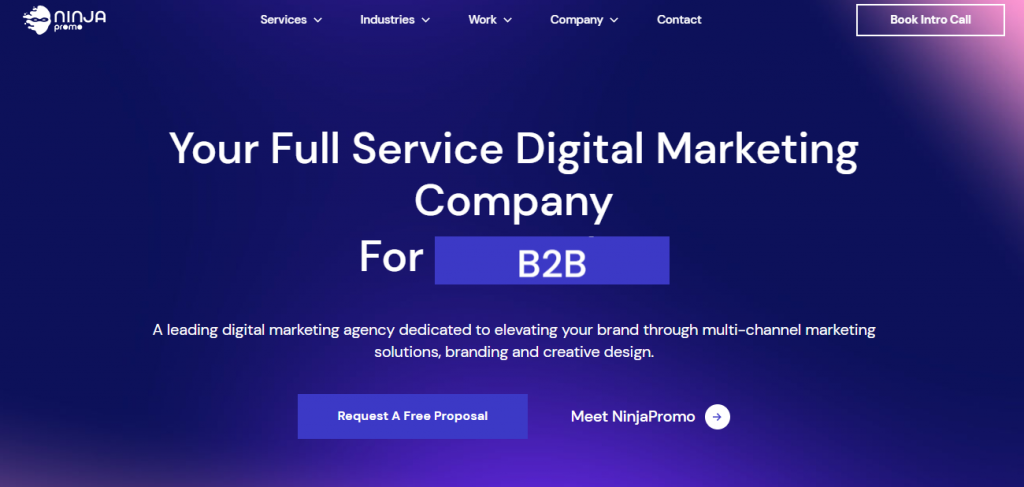 NINJA
promo
Services
Industries
Work
Company
Contact
Book Intro Call
Your Full Service Digital Marketing
Company
For B2B
A leading digital marketing agency dedicated to elevating your brand through multi-channel marketing
solutions, branding and creative design.
Request A Free Proposal
Meet NinjaPromo